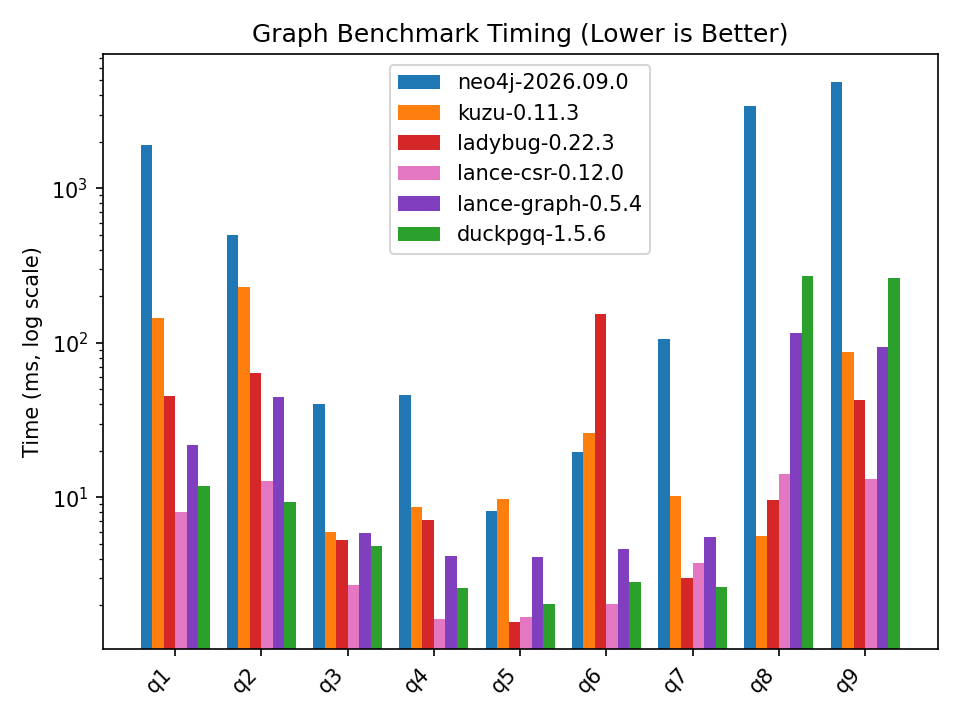 Graph Benchmark Timing (Lower is Better)
neo4j-2026.09.0
kuzu-0.11.3
ladybug-0.22.3
lance-csr-0.12.0
lance-graph-0.5.4
duckpgq-1.5.6
Time (ms, log scale)
10³
10²
10¹
q1 q2 q3 q4 q5 q6 q7 q8 q9